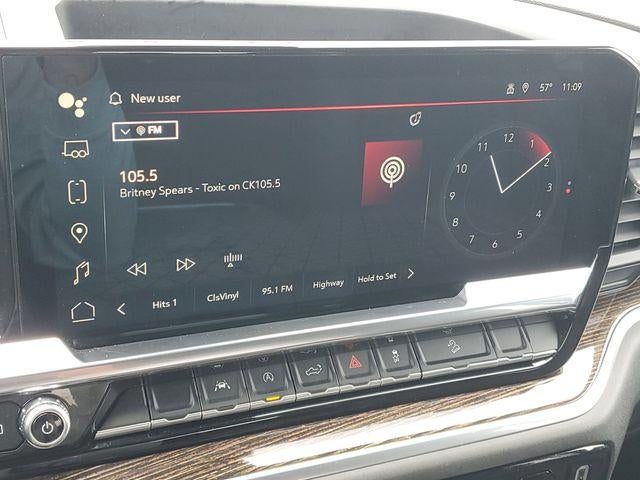 New user
57° 11:09
FM
105.5
Britney Spears - Toxic on CK105.5
12
1
2
3
4
5
6
7
8
9
10
11
Hits 1 ClsVinyl 95.1 FM Highway Hold to Set
A